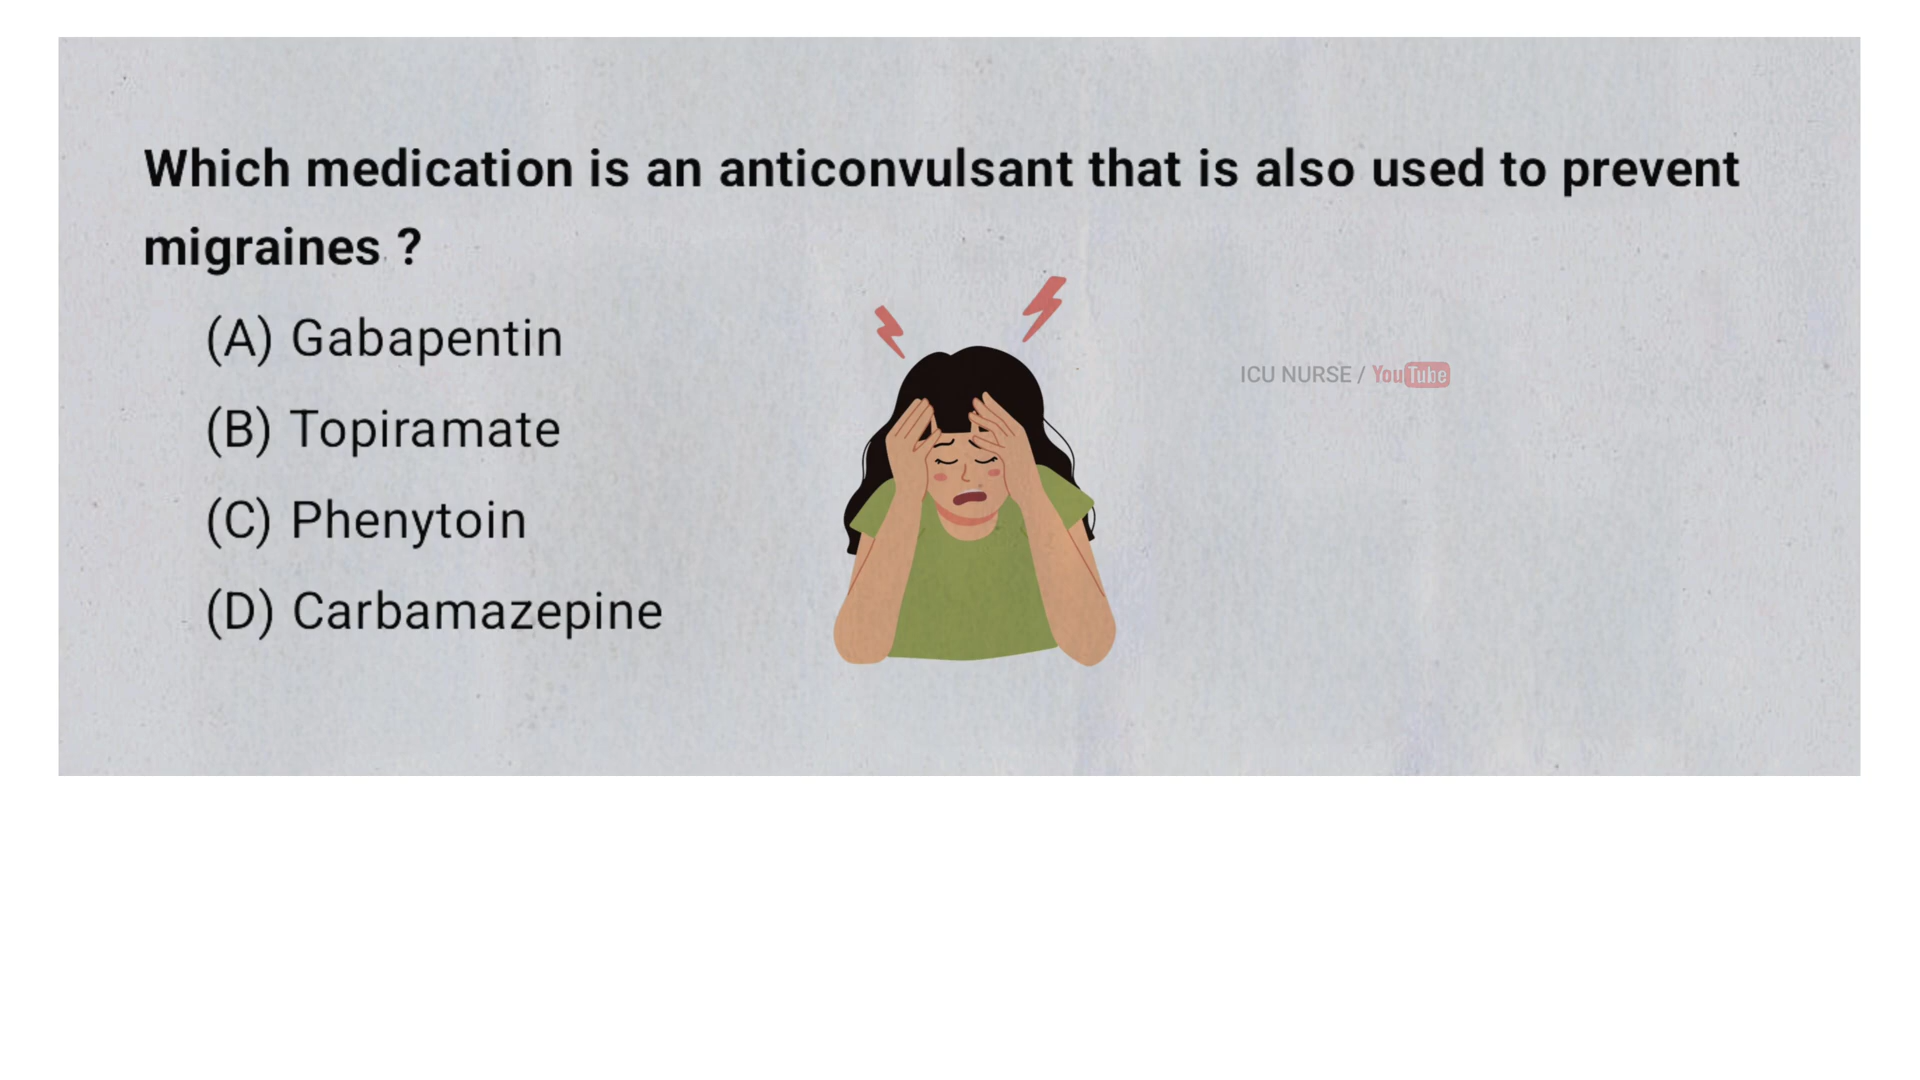 Which medication is an anticonvulsant that is also used to prevent
migraines ?
(A) Gabapentin
(B) Topiramate
(C) Phenytoin
(D) Carbamazepine
ICU NURSE / YouTube